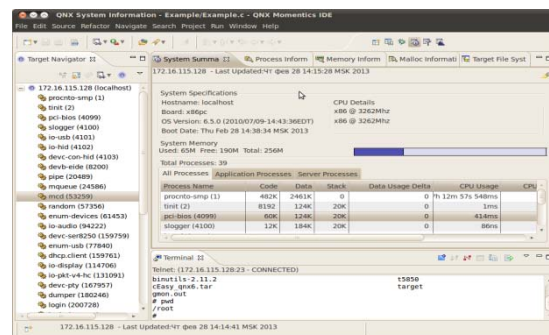 QNX System Information - Example/Example.c - QNX Momentics IDE
File Edit Source Refactor Navigate Search Project Run Window Help
Target Navigator
172.16.115.128 (localhost)
procnto-smp (1)
tinit (2)
pci-bios (4099)
slogger (4100)
io-usb (4101)
io-hid (4102)
devc-con-hid (4103)
devb-eide (8200)
pipe (20489)
mqueue (24586)
mcd (53259)
random (57356)
enum-devices (61453)
io-audio (94222)
devc-ser8250 (159759)
enum-usb (77840)
dhcp.client (159761)
io-display (114706)
io-pkt-v4-hc (131091)
devc-pty (167957)
dumper (180246)
login (200728)
System Summa
Process Inform
Memory Inform
Malloc Informati
Target File Syst
172.16.115.128 - Last Updated:Чт фев 28 14:15:28 MSK 2013
System Specifications
Hostname: localhost
Board: x86pc
OS Version: 6.5.0 (2010/07/09-14:43:36EDT)
Boot Date: Thu Feb 28 14:38:34 MSK 2013
CPU Details
x86 @ 3262Mhz
x86 @ 3262Mhz
System Memory
Used: 65M Free: 190M Total: 256M
Total Processes: 39
All Processes Application Processes Server Processes
Process Name Code Data Stack Data Usage Delta CPU Usage CPU
procnto-smp (1) 482K 2461K 0 0 7h 12m 57s 548ms
tinit (2) 8192 124K 20K 0 1ms
pci-bios (4099) 60K 124K 20K 0 414ms
slogger (4100) 12K 184K 20K 0 86ns
Terminal
Telnet: (172.16.115.128:23 - CONNECTED)
binutils-2.11.2 t5850
cEasy_qnx6.tar target
gmon.out
# pwd
/root
#
172.16.115.128 - Last Updated:Чт фев 28 14:14:41 MSK 2013